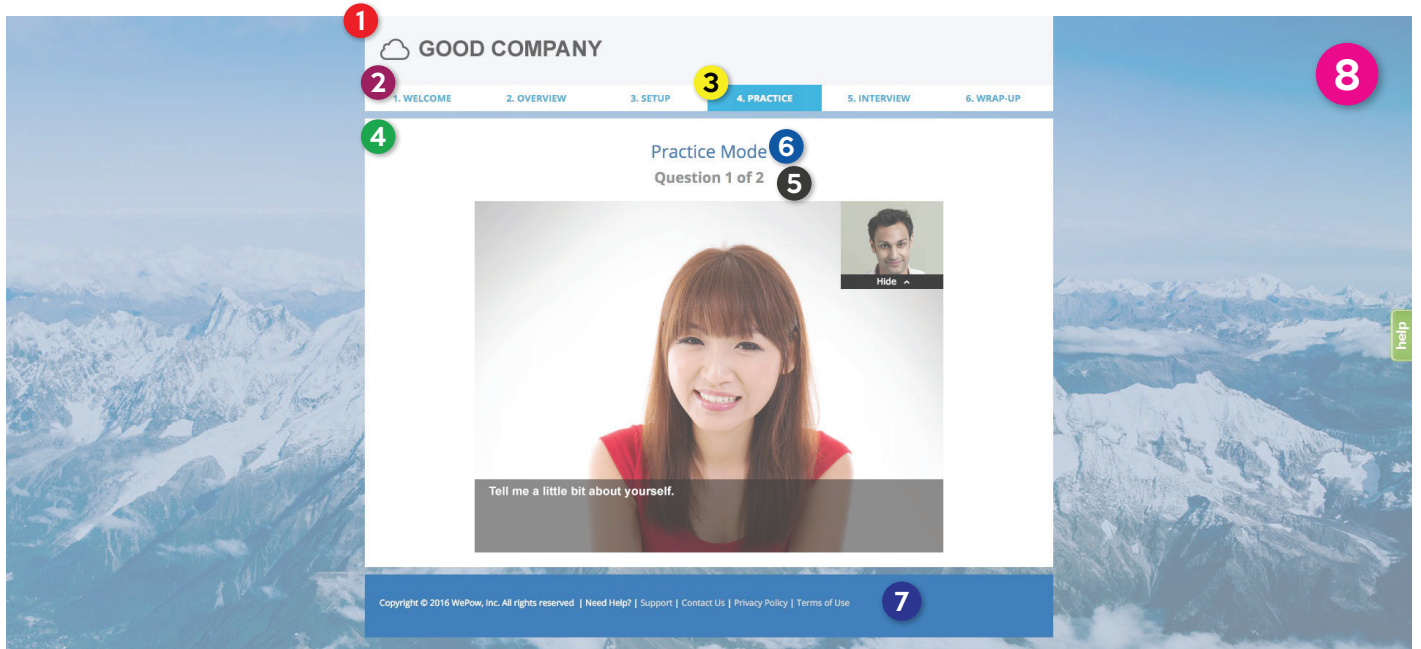 1
GOOD COMPANY
8
2
3
1. WELCOME 2. OVERVIEW 3. SETUP 4. PRACTICE 5. INTERVIEW 6. WRAP-UP
4
Practice Mode 6
Question 1 of 2 5
Hide
help
Tell me a little bit about yourself.
Copyright © 2016 WePow, Inc. All rights reserved | Need Help? | Support | Contact Us | Privacy Policy | Terms of Use 7